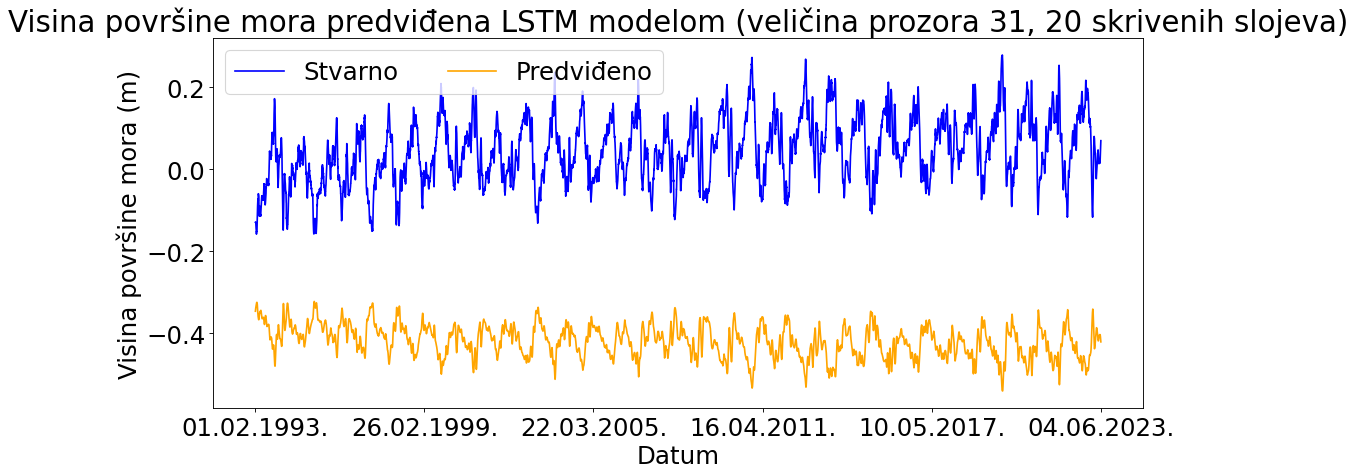 Visina površine mora predviđena LSTM modelom (veličina prozora 31, 20 skrivenih slojeva)
Stvarno
Predviđeno
Visina površine mora (m)
0.2
0.0
−0.2
−0.4
01.02.1993.
26.02.1999.
22.03.2005.
16.04.2011.
10.05.2017.
04.06.2023.
Datum